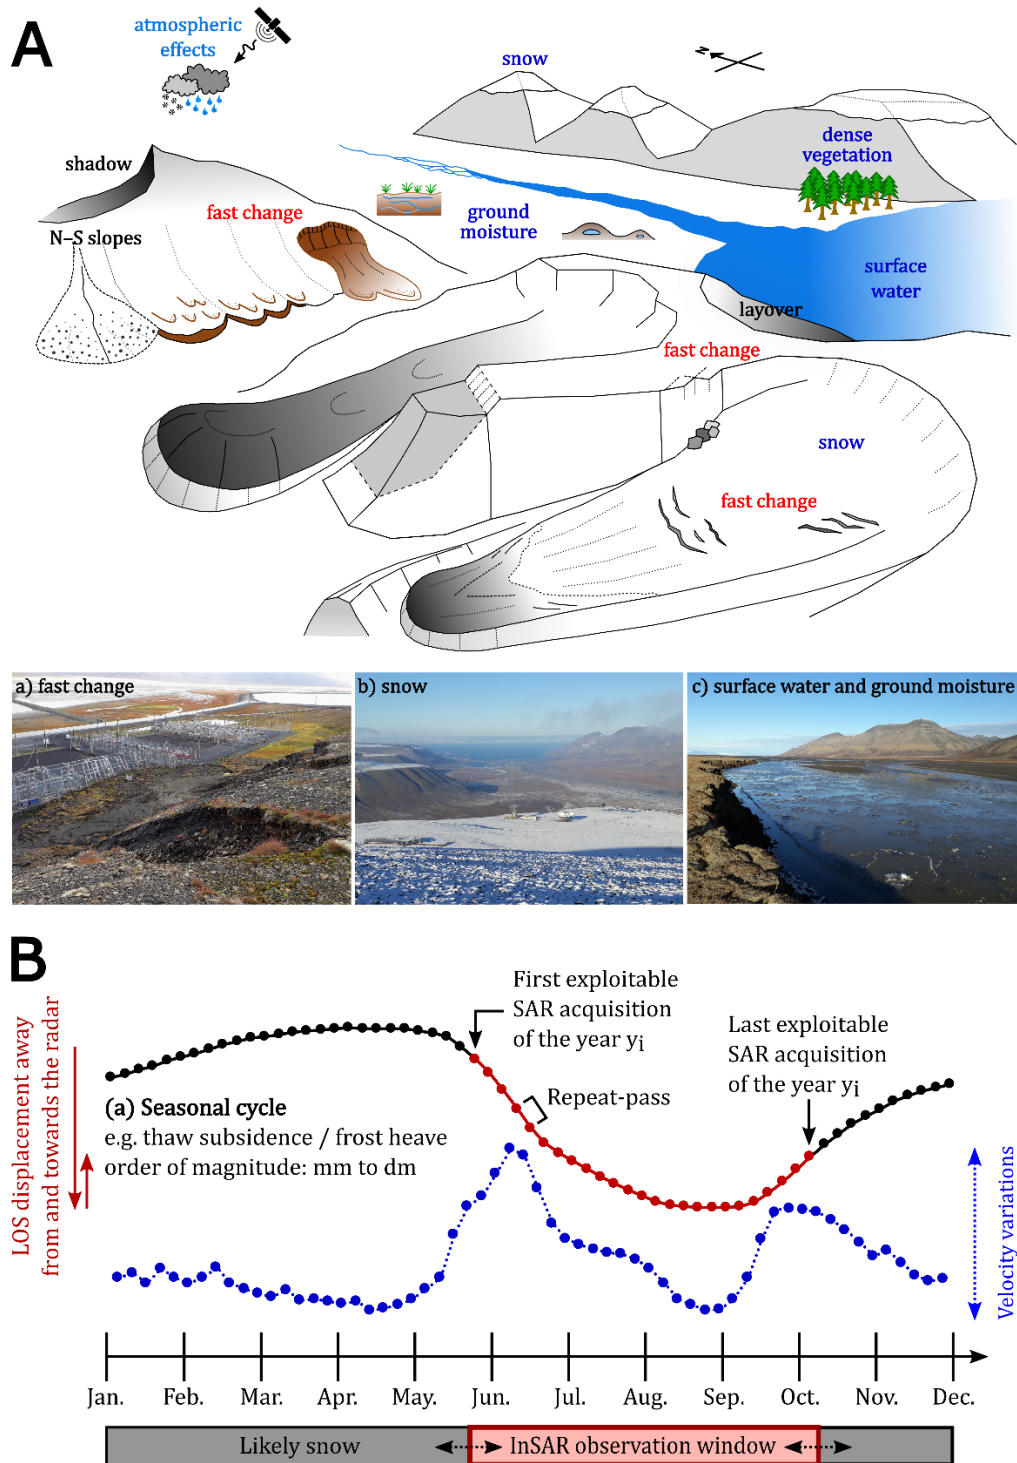 A
atmospheric
effects
N
snow
dense
vegetation
shadow
fast change
ground
moisture
N–S slopes
surface
water
layover
fast change
snow
fast change
a) fast change
b) snow
c) surface water and ground moisture
B
LOS displacement away
from and towards the radar
First exploitable
SAR acquisition
of the year yi
Last exploitable
SAR acquisition
of the year yi
Repeat-pass
(a) Seasonal cycle
e.g. thaw subsidence / frost heave
order of magnitude: mm to dm
Velocity variations
Jan. Feb. Mar. Apr. May. Jun. Jul. Aug. Sep. Oct. Nov. Dec.
Likely snow InSAR observation window